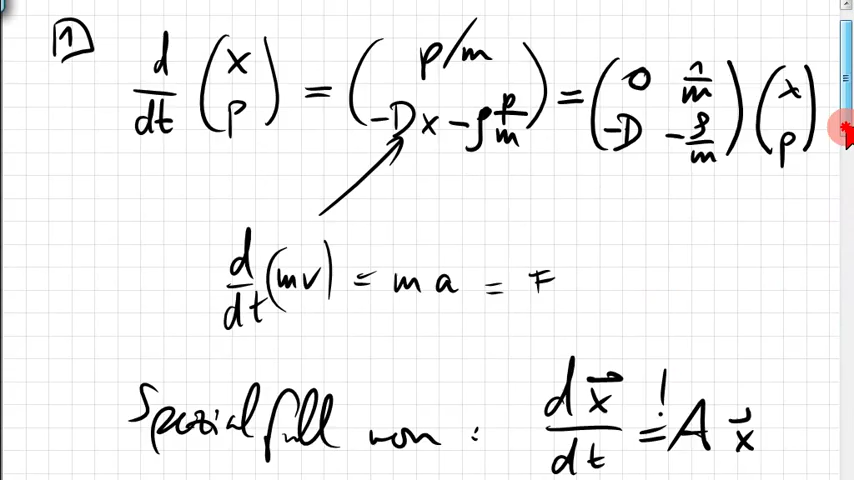 1
d/dt (x p) = (p/m -Dx - ρ p/m) = (0 1/m -D -ρ/m) (x p)
d/dt (mv) = ma = F
Spezialfall von : dx⃗/dt =! A x⃗